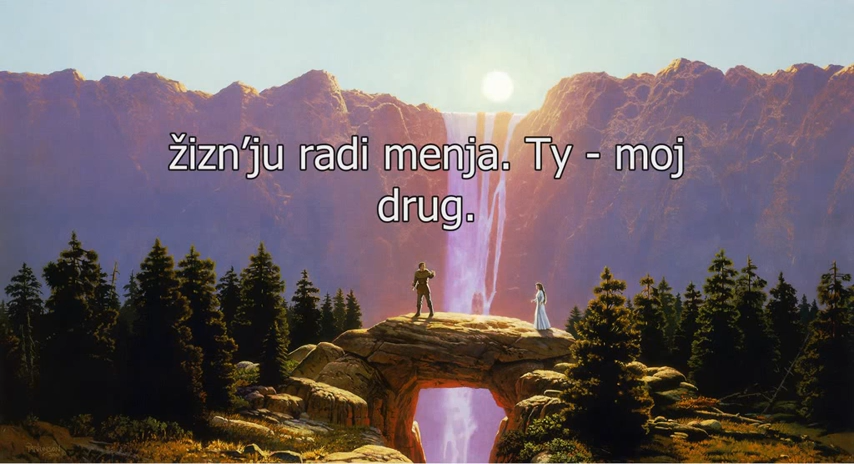 žizn’ju radi menja. Ty - moj
drug.